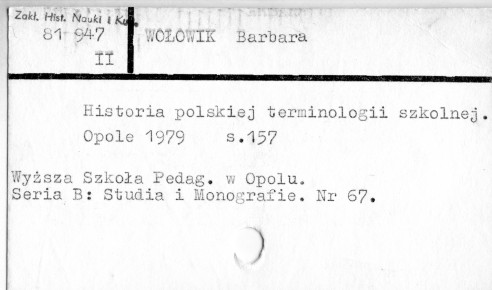 Zakł. Hist. Nauki i
81 947 WOŁOWIK Barbara
II
Historia polskiej terminologii szkolnej.
Opole 1979 s.157
Wyższa Szkoła Pedag. w Opolu.
Seria B: Studia i Monografie. Nr 67.